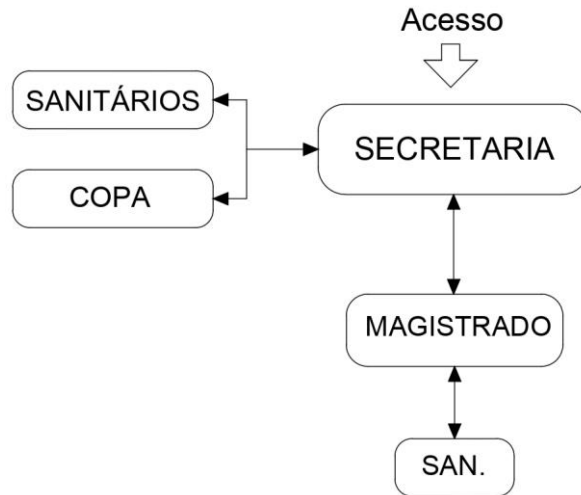 Acesso
SANITÁRIOS
SECRETARIA
COPA
MAGISTRADO
SAN.